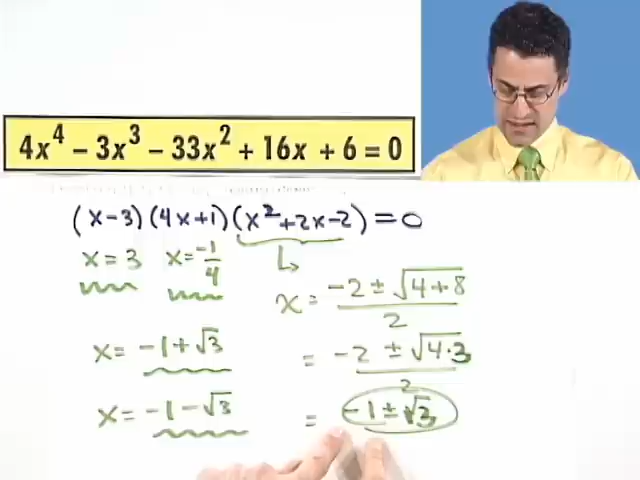 4x⁴ − 3x³ − 33x² + 16x + 6 = 0
(x-3)(4x+1)(x²+2x-2)=0
x=3 x=-1/4
x= -2±√4+8 / 2
x= -1+√3 = -2 ±√4·3 / 2
x= -1-√3 = -1±√3